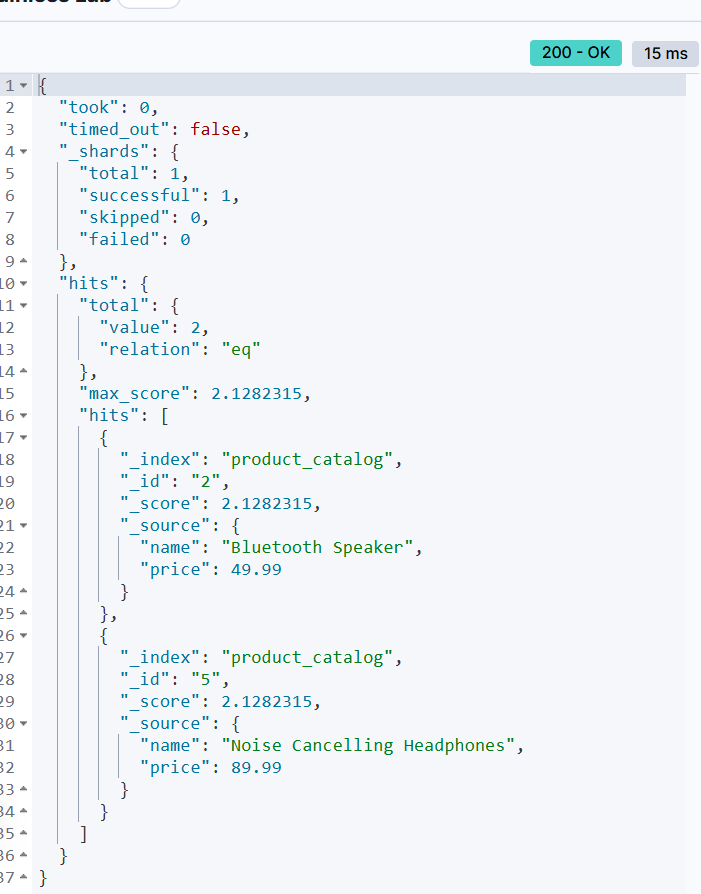 200 - OK 15 ms
1 {
2 "took": 0,
3 "timed_out": false,
4 "_shards": {
5 "total": 1,
6 "successful": 1,
7 "skipped": 0,
8 "failed": 0
9 },
10 "hits": {
11 "total": {
12 "value": 2,
13 "relation": "eq"
14 },
15 "max_score": 2.1282315,
16 "hits": [
17 {
18 "_index": "product_catalog",
19 "_id": "2",
20 "_score": 2.1282315,
21 "_source": {
22 "name": "Bluetooth Speaker",
23 "price": 49.99
24 }
25 },
26 {
27 "_index": "product_catalog",
28 "_id": "5",
29 "_score": 2.1282315,
30 "_source": {
31 "name": "Noise Cancelling Headphones",
32 "price": 89.99
33 }
34 }
35 ]
36 }
37 }